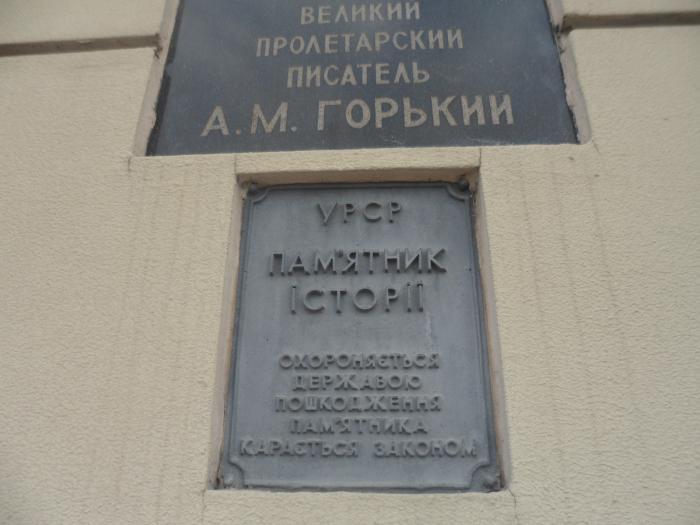 ВЕЛИКИЙ
ПРОЛЕТАРСКИЙ
ПИСАТЕЛЬ
А.М. ГОРЬКИЙ
УРСР
ПАМ'ЯТНИК
ІСТОРІЇ
ОХОРОНЯЄТЬСЯ
ДЕРЖАВОЮ
ПОШКОДЖЕННЯ
ПАМ'ЯТНИКА
КАРАЄТЬСЯ ЗАКОНОМ